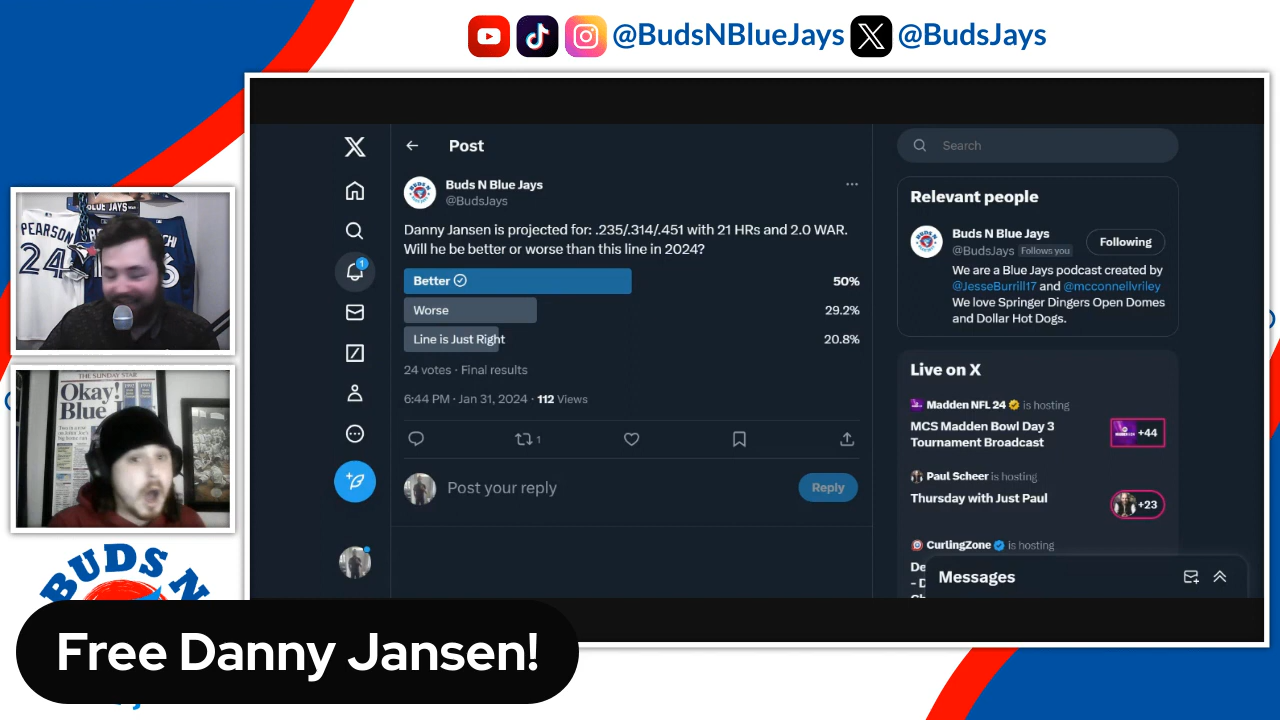 @BudsNBlueJays
@BudsJays
PEARSON
24
BLUE JAYS
THE SUNDAY STAR
Okay!
Blue J
BUDS N
Free Danny Jansen!
Post
Buds N Blue Jays
@BudsJays
Danny Jansen is projected for: .235/.314/.451 with 21 HRs and 2.0 WAR.
Will he be better or worse than this line in 2024?
Better
50%
Worse
29.2%
Line is Just Right
20.8%
24 votes · Final results
6:44 PM · Jan 31, 2024 · 112 Views
1
1
Post your reply
Reply
Search
Relevant people
Buds N Blue Jays
@BudsJays Follows you
Following
We are a Blue Jays podcast created by
@JesseBurrill17 and @mcconnellvriley
We love Springer Dingers Open Domes
and Dollar Hot Dogs.
Live on X
Madden NFL 24 is hosting
MCS Madden Bowl Day 3
Tournament Broadcast
+44
Paul Scheer is hosting
Thursday with Just Paul
+23
CurlingZone is hosting
Messages